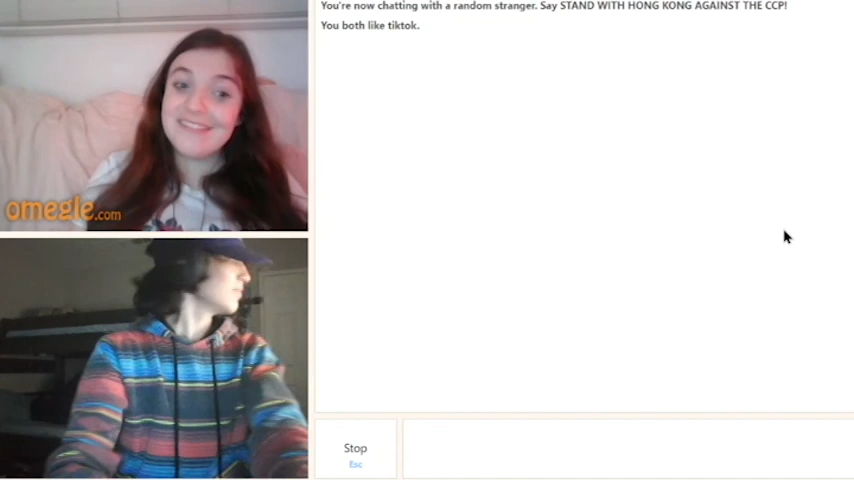 You're now chatting with a random stranger. Say STAND WITH HONG KONG AGAINST THE CCP!
You both like tiktok.
omegle.com
Stop
Esc